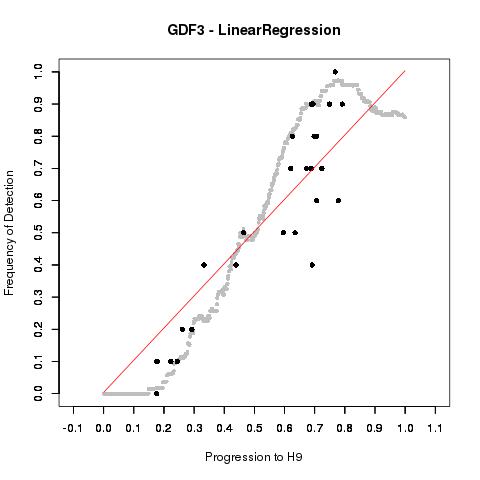 GDF3 - LinearRegression
Frequency of Detection
1.0
0.9
0.8
0.7
0.6
0.5
0.4
0.3
0.2
0.1
0.0
-0.1 0.0 0.1 0.2 0.3 0.4 0.5 0.6 0.7 0.8 0.9 1.0 1.1
Progression to H9